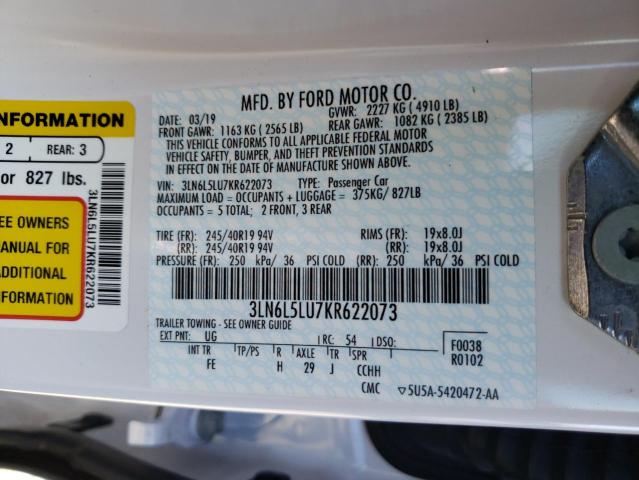 NFORMATION
2 REAR: 3
or 827 lbs.
EE OWNERS
ANUAL FOR
ADDITIONAL
INFORMATION
3LN6L5LU7KR622073
MFD. BY FORD MOTOR CO.
DATE: 03/19 GVWR: 2227 KG ( 4910 LB)
FRONT GAWR: 1163 KG ( 2565 LB) REAR GAWR: 1082 KG ( 2385 LB)
THIS VEHICLE CONFORMS TO ALL APPLICABLE FEDERAL MOTOR
VEHICLE SAFETY, BUMPER, AND THEFT PREVENTION STANDARDS
IN EFFECT ON THE DATE OF MANUFACTURE SHOWN ABOVE.
VIN: 3LN6L5LU7KR622073 TYPE: Passenger Car
MAXIMUM LOAD = OCCUPANTS + LUGGAGE = 375KG/ 827LB
OCCUPANTS = 5 TOTAL; 2 FRONT, 3 REAR
TIRE (FR): 245/40R19 94V RIMS (FR): 19x8.0J
(RR): 245/40R19 94V (RR): 19x8.0J
PRESSURE (FR): 250 kPa/ 36 PSI COLD (RR): 250 kPa/ 36 PSI COLD
3LN6L5LU7KR622073
TRAILER TOWING - SEE OWNER GUIDE
EXT PNT: UG RC: 54 DSO: F0038
INT TR TP/PS R AXLE TR SPR R0102
FE H 29 J CCHH
CMC 5U5A-5420472-AA